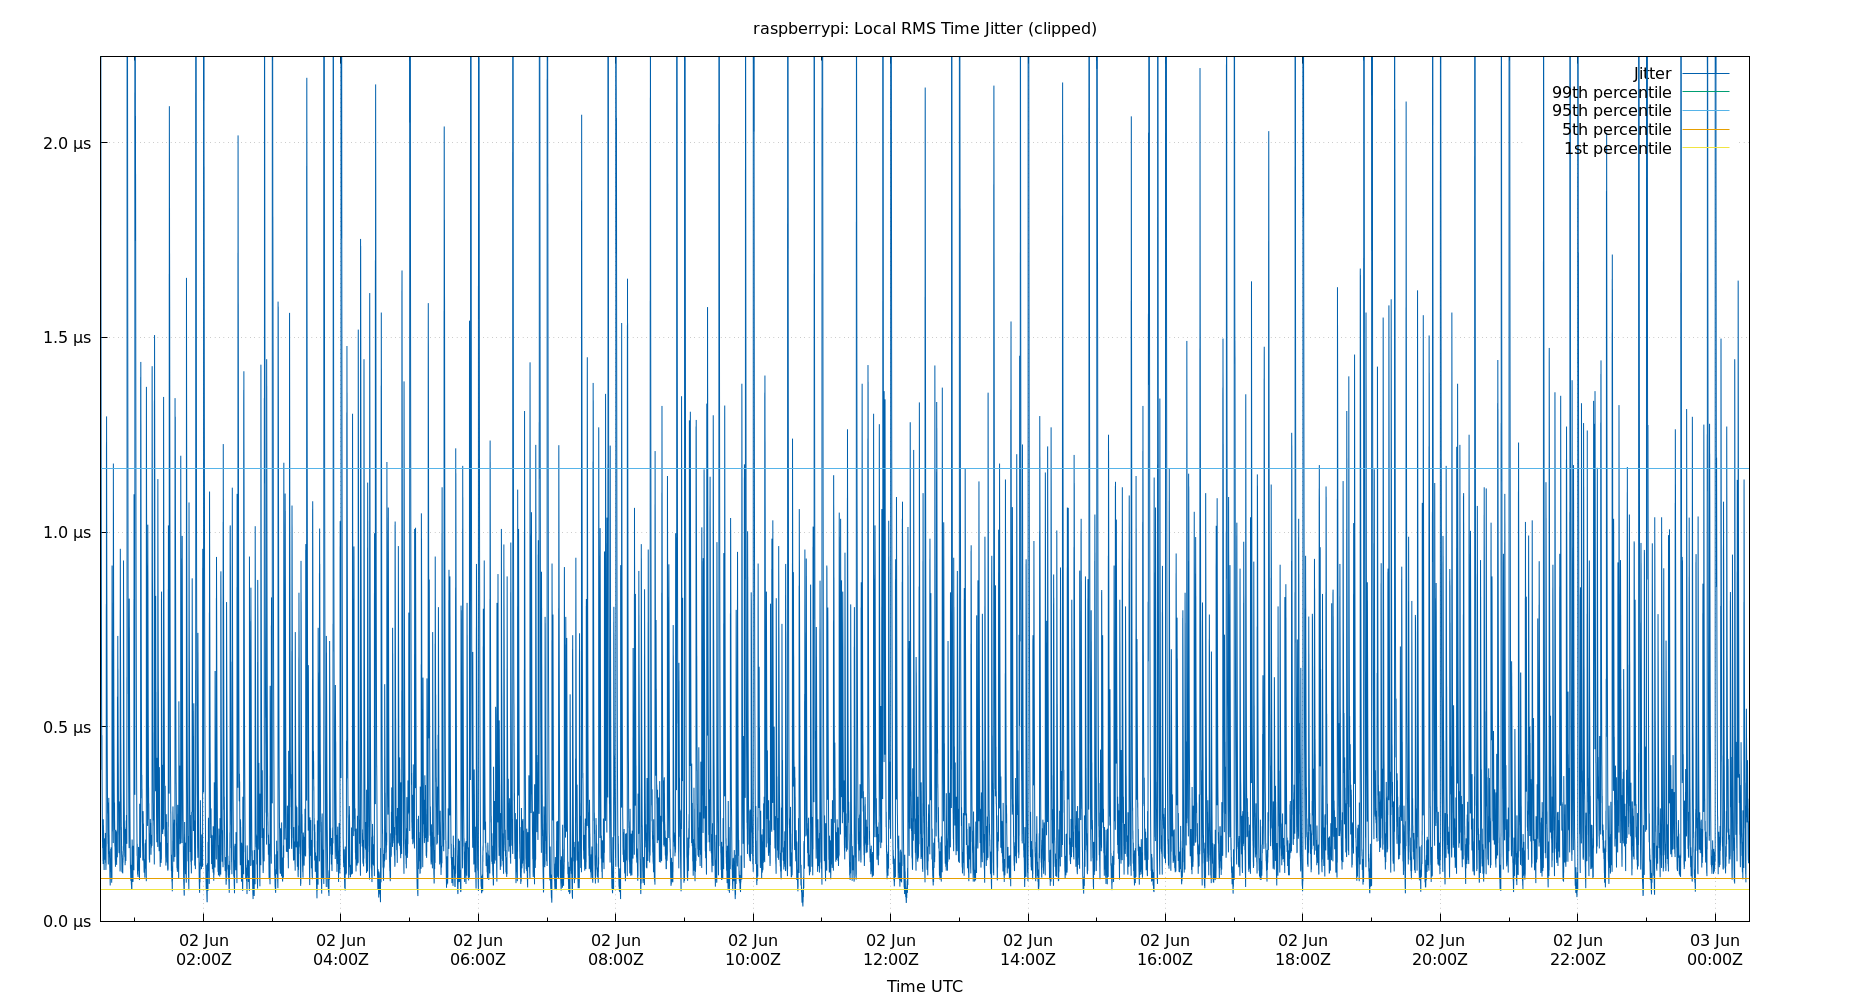 raspberrypi: Local RMS Time Jitter (clipped)
Jitter
99th percentile
95th percentile
5th percentile
1st percentile
2.0 µs
1.5 µs
1.0 µs
0.5 µs
0.0 µs
02 Jun 02 Jun 02 Jun 02 Jun 02 Jun 02 Jun 02 Jun 02 Jun 02 Jun 02 Jun 02 Jun 03 Jun
02:00Z 04:00Z 06:00Z 08:00Z 10:00Z 12:00Z 14:00Z 16:00Z 18:00Z 20:00Z 22:00Z 00:00Z
Time UTC